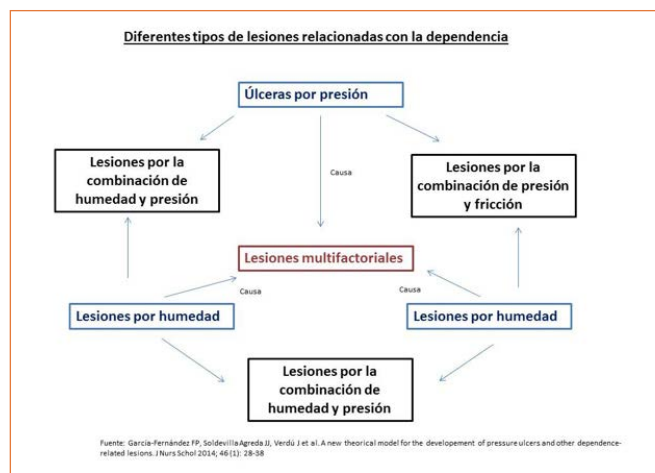 Diferentes tipos de lesiones relacionadas con la dependencia
Úlceras por presión
Lesiones por la
combinación de
humedad y presión
Causa
Lesiones por la
combinación de presión
y fricción
Lesiones multifactoriales
Causa
Causa
Lesiones por humedad
Lesiones por humedad
Lesiones por la
combinación de
humedad y presión
Fuente: García-Fernández FP, Soldevilla Agreda JJ, Verdú J et al. A new theorical model for the developement of pressure ulcers and other dependence-
related lesions. J Nurs Schol 2014; 46 (1): 28-38